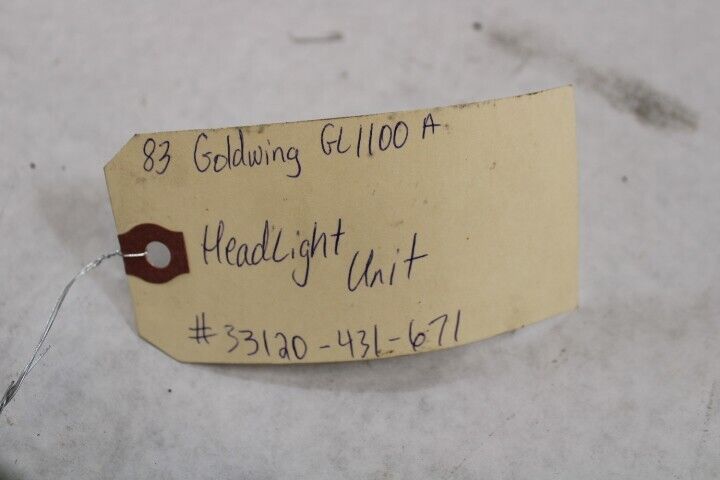 83 Goldwing GL1100 A
HeadLight Unit
#33120-431-671